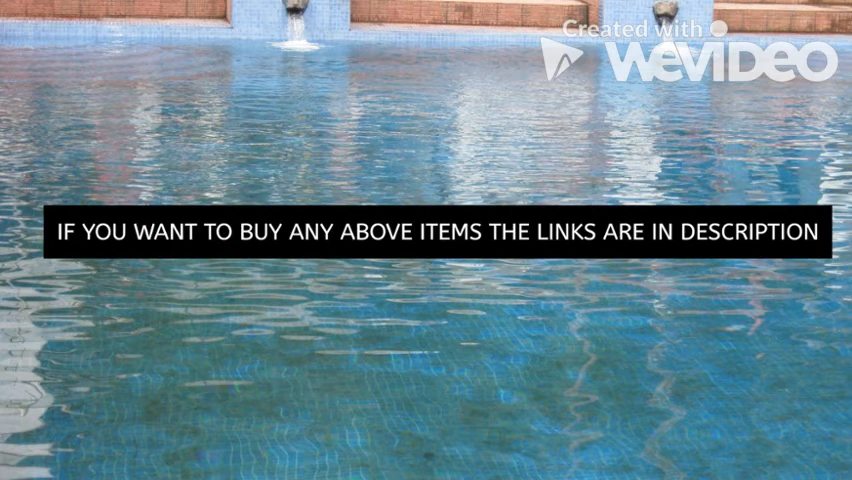 Created with
WEVIDEO
IF YOU WANT TO BUY ANY ABOVE ITEMS THE LINKS ARE IN DESCRIPTION